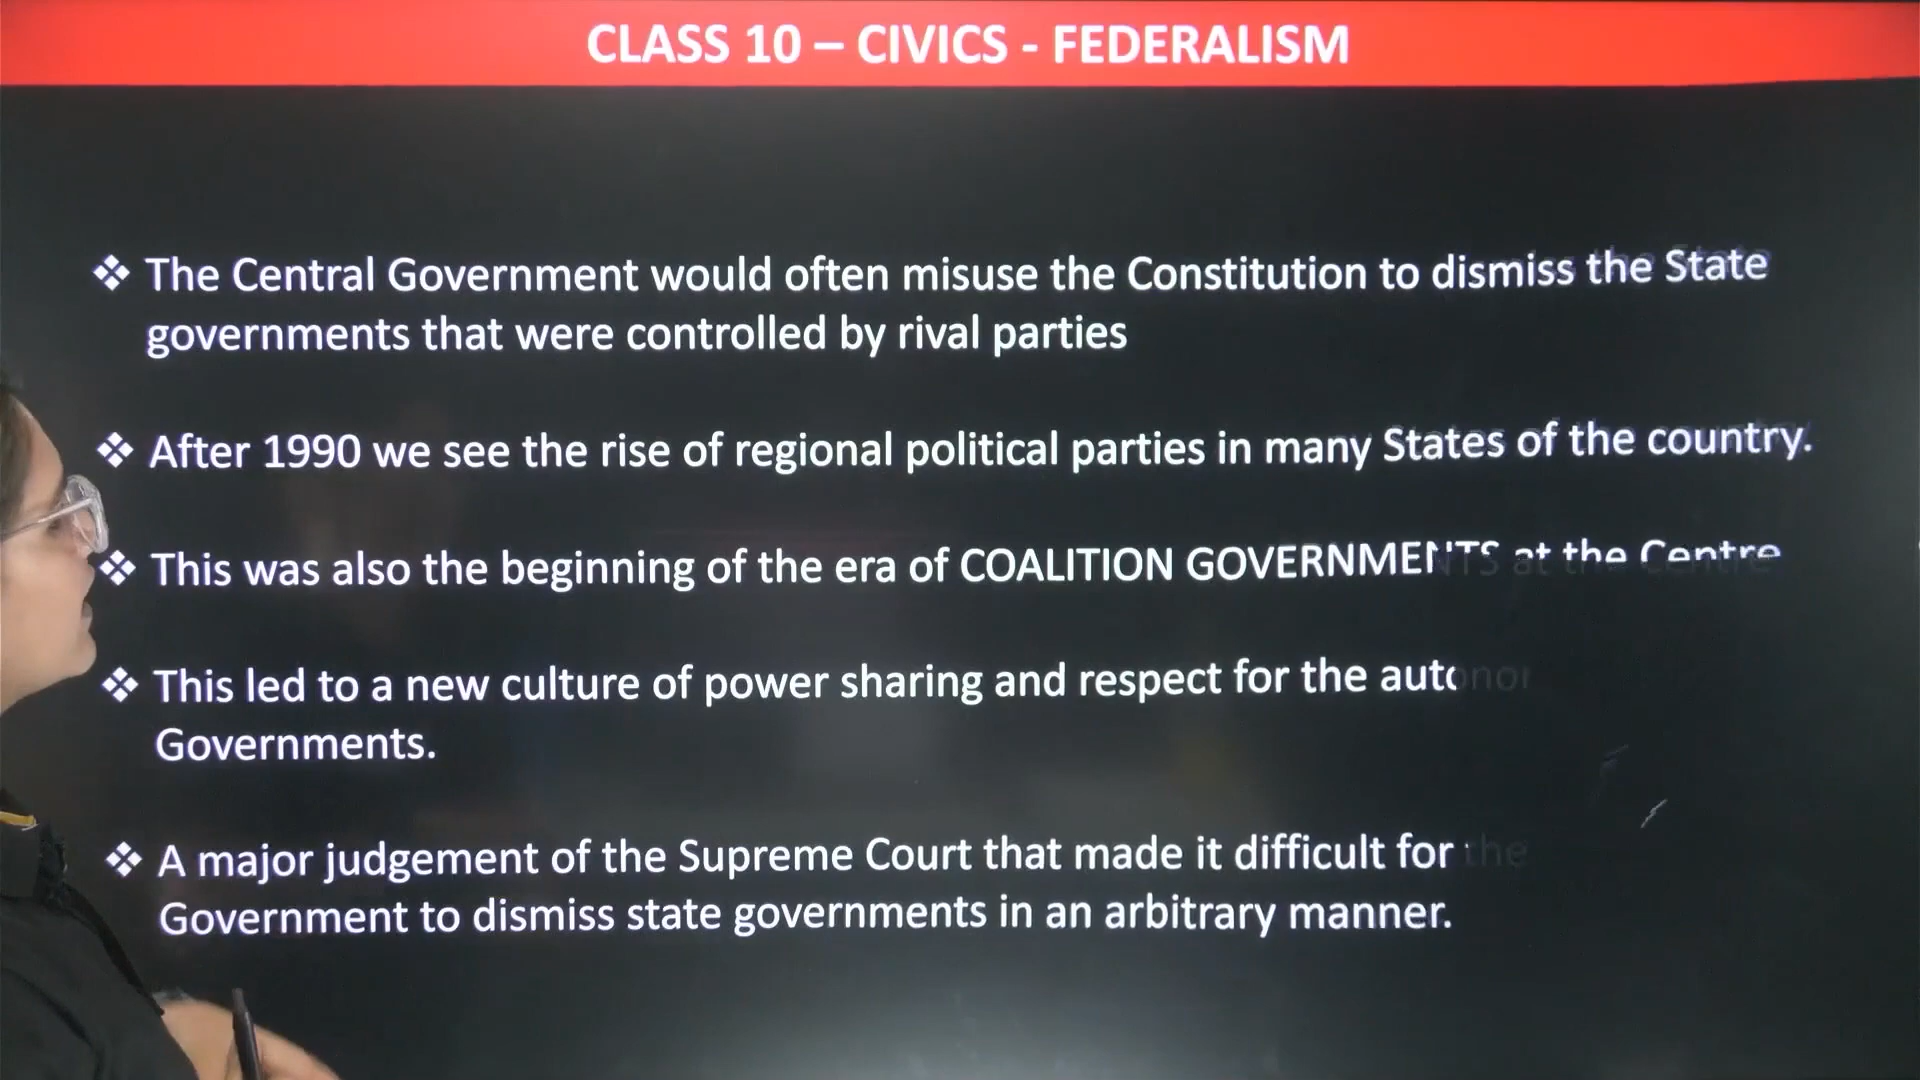 CLASS 10 – CIVICS - FEDERALISM
❖ The Central Government would often misuse the Constitution to dismiss the State
governments that were controlled by rival parties
❖ After 1990 we see the rise of regional political parties in many States of the country.
❖ This was also the beginning of the era of COALITION GOVERNMENTS at the Centre
❖ This led to a new culture of power sharing and respect for the
Governments.
❖ A major judgement of the Supreme Court that made it difficult for the
Government to dismiss state governments in an arbitrary manner.